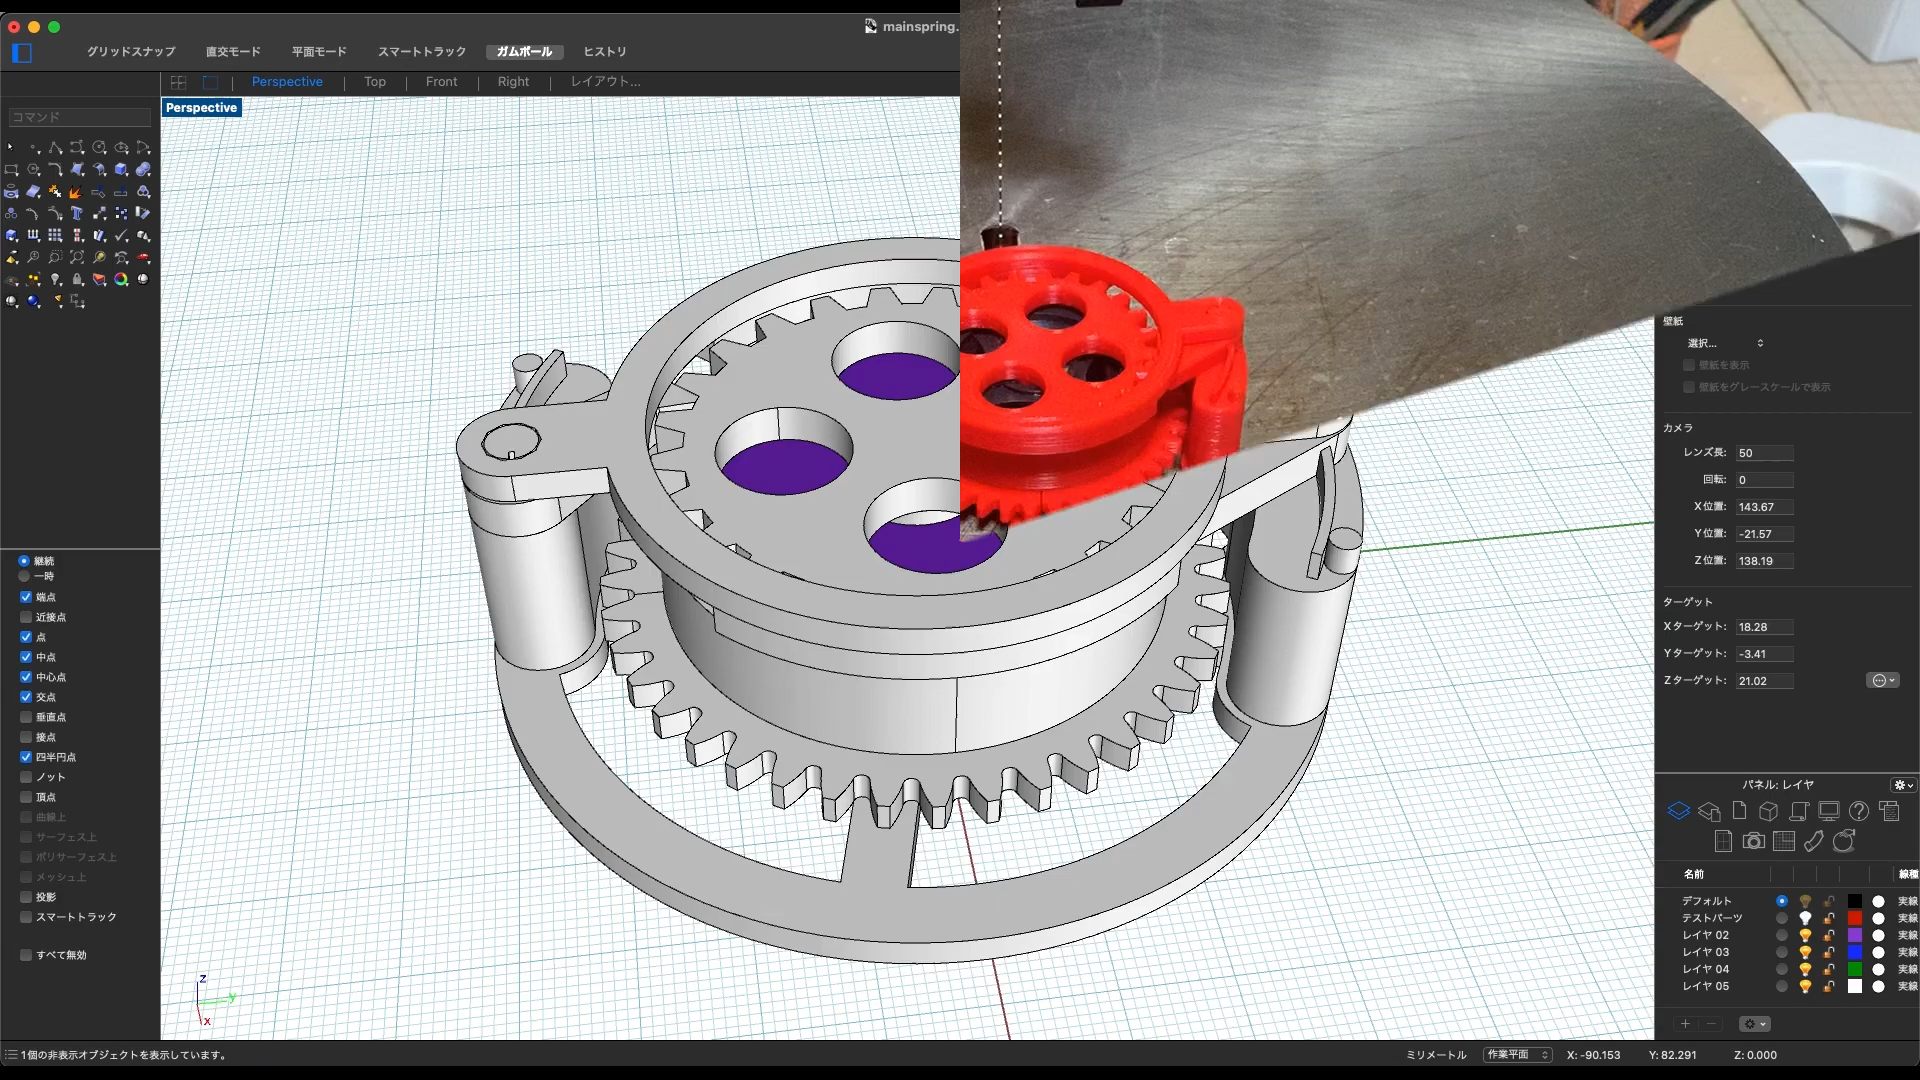 mainspring.
グリッドスナップ 直交モード 平面モード スマートトラック ガムボール ヒストリ
Perspective Top Front Right レイアウト...
Perspective
コマンド
継続
一時
端点
近接点
点
中点
中心点
交点
垂直点
接点
四半円点
ノット
頂点
曲線上
サーフェス上
ポリサーフェス上
メッシュ上
投影
スマートトラック
すべて無効
z
y
x
壁紙
選択...
壁紙を表示
壁紙をグレースケールで表示
カメラ
レンズ長: 50
回転: 0
X 位置: 143.67
Y 位置: -21.57
Z 位置: 138.19
ターゲット
X ターゲット: 18.28
Y ターゲット: -3.41
Z ターゲット: 21.02
パネル: レイヤ
名前 線種
デフォルト 実線
テストパーツ 実線
レイヤ 02 実線
レイヤ 03 実線
レイヤ 04 実線
レイヤ 05 実線
1個の非表示オブジェクトを表示しています。 ミリメートル 作業平面 X: -90.153 Y: 82.291 Z: 0.000